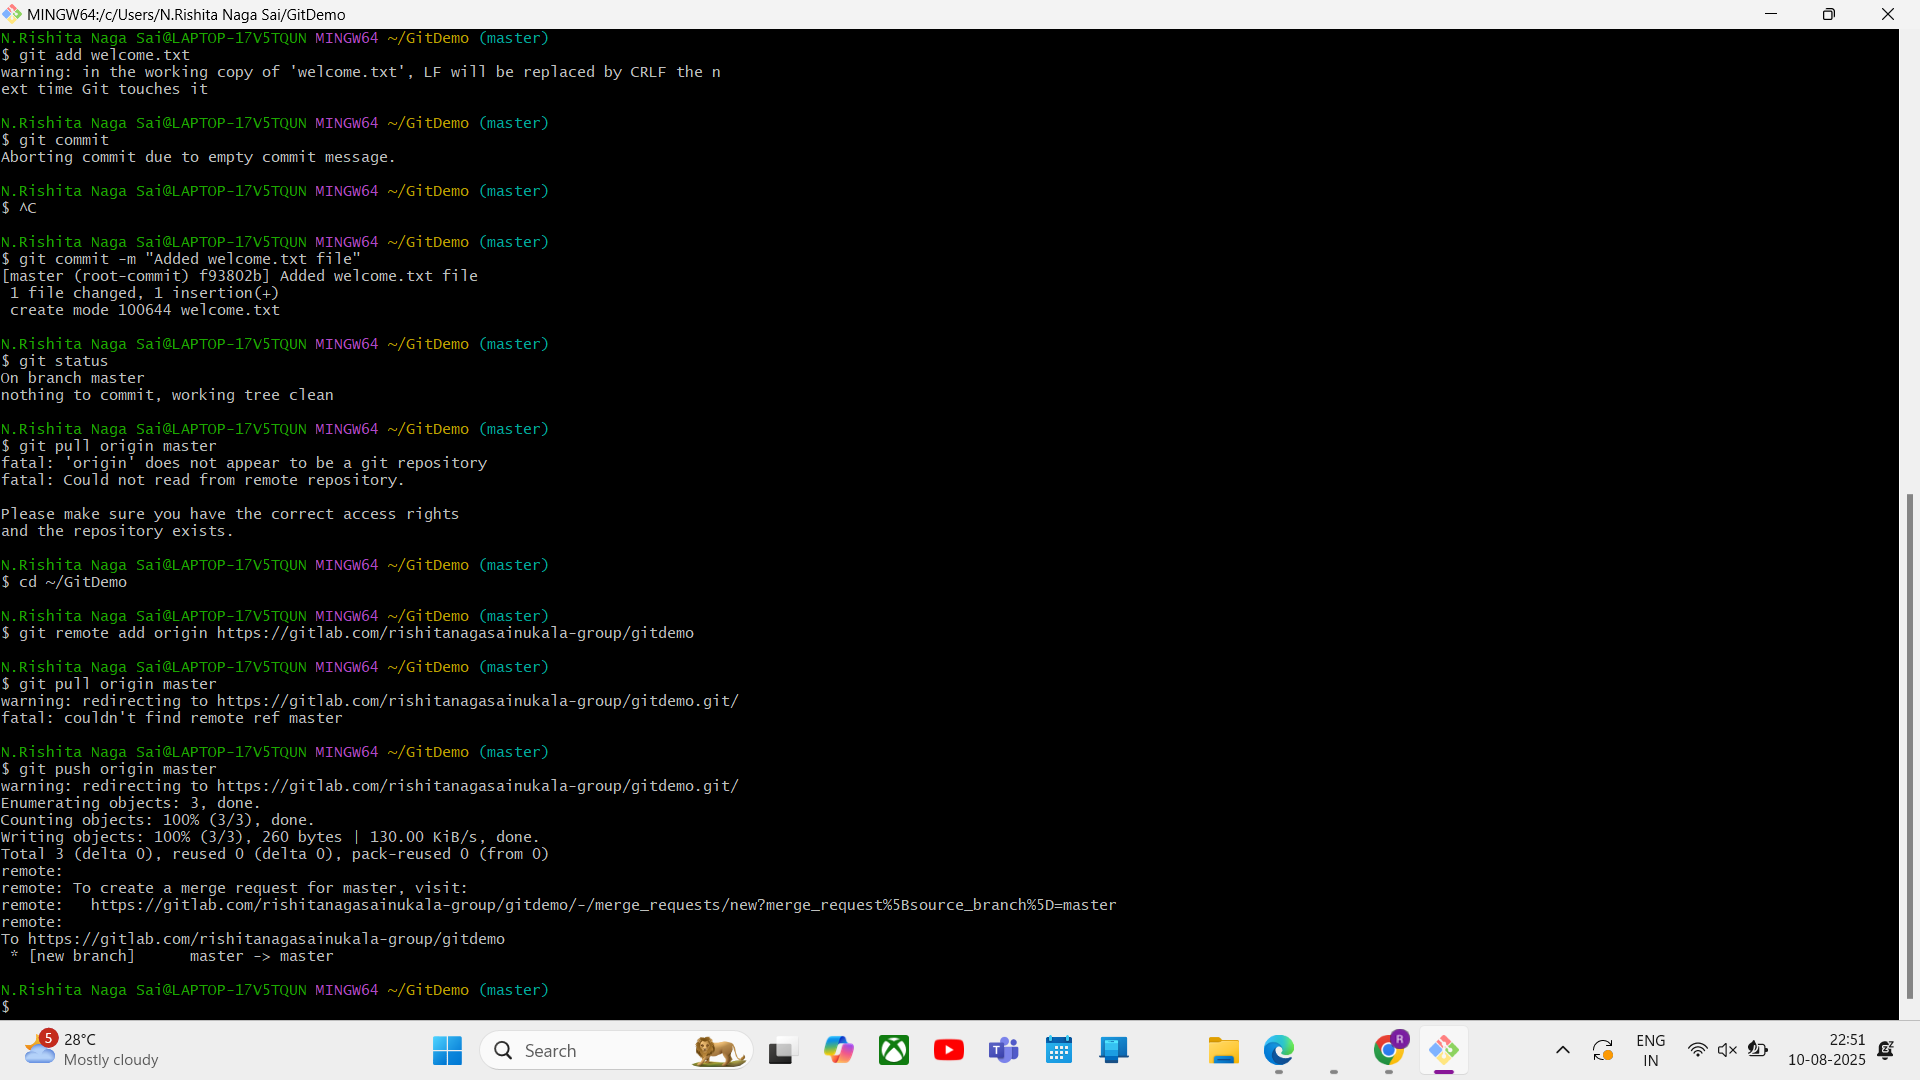 MINGW64:/c/Users/N.Rishita Naga Sai/GitDemo
N.Rishita Naga Sai@LAPTOP-17V5TQUN MINGW64 ~/GitDemo (master)
$ git add welcome.txt
warning: in the working copy of 'welcome.txt', LF will be replaced by CRLF the n
ext time Git touches it
N.Rishita Naga Sai@LAPTOP-17V5TQUN MINGW64 ~/GitDemo (master)
$ git commit
Aborting commit due to empty commit message.
N.Rishita Naga Sai@LAPTOP-17V5TQUN MINGW64 ~/GitDemo (master)
$ ^C
N.Rishita Naga Sai@LAPTOP-17V5TQUN MINGW64 ~/GitDemo (master)
$ git commit -m "Added welcome.txt file"
[master (root-commit) f93802b] Added welcome.txt file
 1 file changed, 1 insertion(+)
 create mode 100644 welcome.txt
N.Rishita Naga Sai@LAPTOP-17V5TQUN MINGW64 ~/GitDemo (master)
$ git status
On branch master
nothing to commit, working tree clean
N.Rishita Naga Sai@LAPTOP-17V5TQUN MINGW64 ~/GitDemo (master)
$ git pull origin master
fatal: 'origin' does not appear to be a git repository
fatal: Could not read from remote repository.
Please make sure you have the correct access rights
and the repository exists.
N.Rishita Naga Sai@LAPTOP-17V5TQUN MINGW64 ~/GitDemo (master)
$ cd ~/GitDemo
N.Rishita Naga Sai@LAPTOP-17V5TQUN MINGW64 ~/GitDemo (master)
$ git remote add origin https://gitlab.com/rishitanagasainukala-group/gitdemo
N.Rishita Naga Sai@LAPTOP-17V5TQUN MINGW64 ~/GitDemo (master)
$ git pull origin master
warning: redirecting to https://gitlab.com/rishitanagasainukala-group/gitdemo.git/
fatal: couldn't find remote ref master
N.Rishita Naga Sai@LAPTOP-17V5TQUN MINGW64 ~/GitDemo (master)
$ git push origin master
warning: redirecting to https://gitlab.com/rishitanagasainukala-group/gitdemo.git/
Enumerating objects: 3, done.
Counting objects: 100% (3/3), done.
Writing objects: 100% (3/3), 260 bytes | 130.00 KiB/s, done.
Total 3 (delta 0), reused 0 (delta 0), pack-reused 0 (from 0)
remote:
remote: To create a merge request for master, visit:
remote:   https://gitlab.com/rishitanagasainukala-group/gitdemo/-/merge_requests/new?merge_request%5Bsource_branch%5D=master
remote:
To https://gitlab.com/rishitanagasainukala-group/gitdemo
 * [new branch]      master -> master
N.Rishita Naga Sai@LAPTOP-17V5TQUN MINGW64 ~/GitDemo (master)
$
5
28°C
Mostly cloudy
Search
R
ENG
IN
22:51
10-08-2025